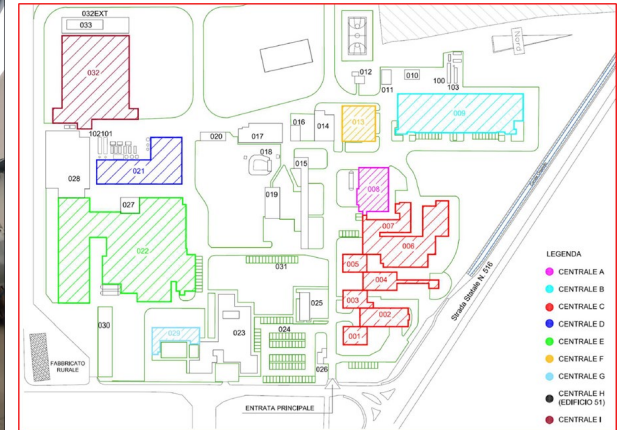 032EXT
033
032
012
011
010
100
103
009
Nord
016
014
013
020
017
018
015
102101
021
028
027
022
019
008
007
006
005
004
003
002
001
031
025
024
023
029
030
026
Strada Statale N. 516
FABBRICATO
RURALE
ENTRATA PRINCIPALE
LEGENDA
CENTRALE A
CENTRALE B
CENTRALE C
CENTRALE D
CENTRALE E
CENTRALE F
CENTRALE G
CENTRALE H
(EDIFICIO 51)
CENTRALE I